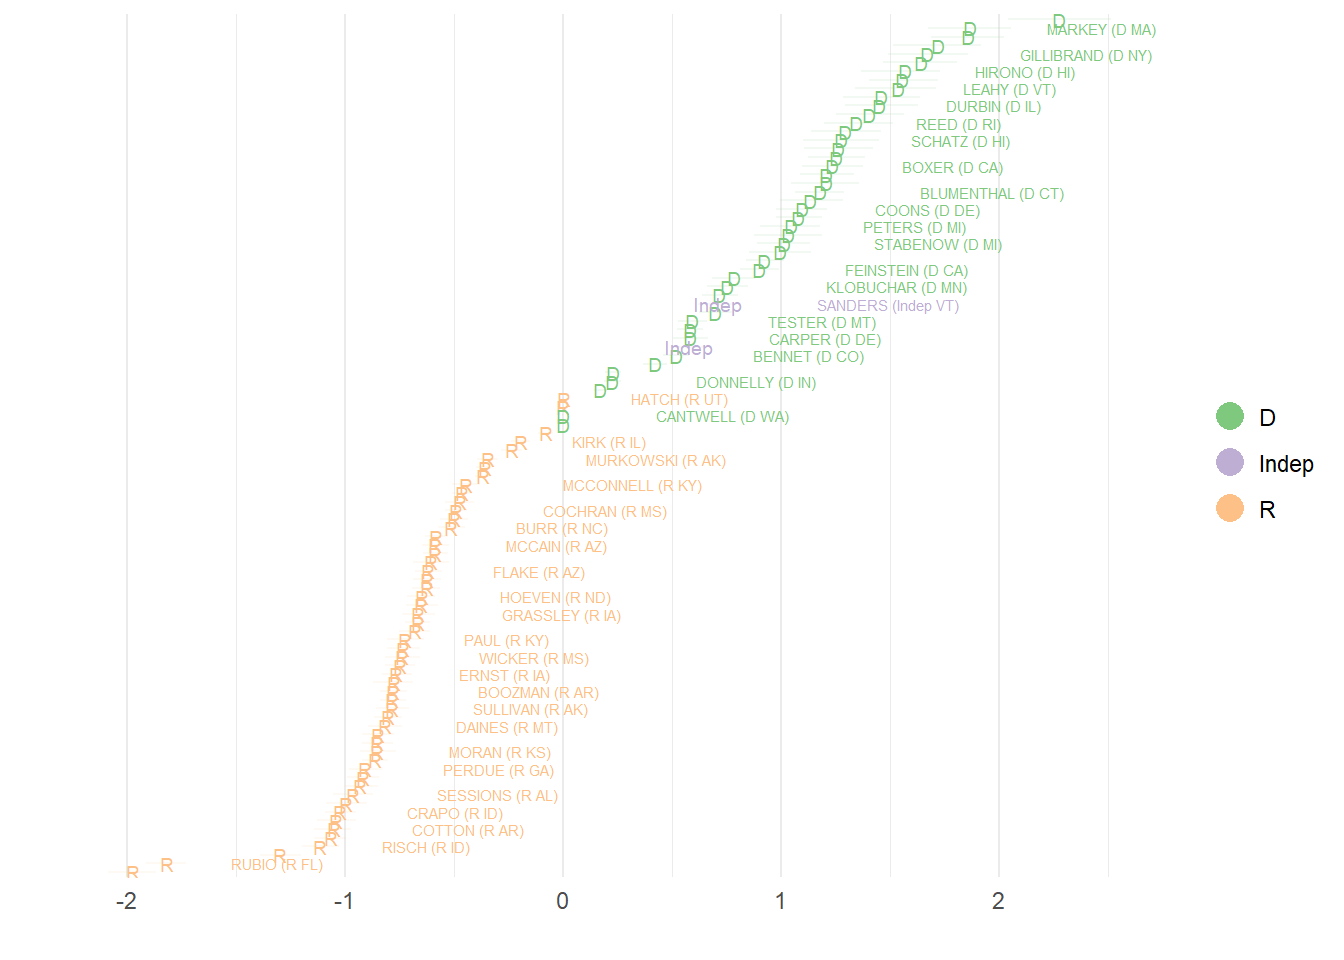 D
D
MARKEY (D MA)
D
D
GILLIBRAND (D NY)
D
D
D
HIRONO (D HI)
D
D
LEAHY (D VT)
D
D
DURBIN (D IL)
D
D
REED (D RI)
D
D
SCHATZ (D HI)
D
D
D
BOXER (D CA)
D
D
D
BLUMENTHAL (D CT)
D
D
COONS (D DE)
D
D
PETERS (D MI)
D
D
STABENOW (D MI)
D
D
D
FEINSTEIN (D CA)
D
D
KLOBUCHAR (D MN)
D
Indep
SANDERS (Indep VT)
D
D
TESTER (D MT)
D
D
CARPER (D DE)
Indep
D
BENNET (D CO)
D
D
D
DONNELLY (D IN)
D
R
HATCH (R UT)
R
D
CANTWELL (D WA)
D
R
R
KIRK (R IL)
R
R
MURKOWSKI (R AK)
R
R
R
MCCONNELL (R KY)
R
R
R
COCHRAN (R MS)
R
R
BURR (R NC)
R
R
MCCAIN (R AZ)
R
R
R
FLAKE (R AZ)
R
R
R
HOEVEN (R ND)
R
R
GRASSLEY (R IA)
R
R
R
PAUL (R KY)
R
R
WICKER (R MS)
R
R
ERNST (R IA)
R
R
BOOZMAN (R AR)
R
R
SULLIVAN (R AK)
R
R
DAINES (R MT)
R
R
R
MORAN (R KS)
R
R
PERDUE (R GA)
R
R
R
SESSIONS (R AL)
R
R
CRAPO (R ID)
R
R
COTTON (R AR)
R
R
RISCH (R ID)
R
R
RUBIO (R FL)
R
-2
-1
0
1
2
D
Indep
R